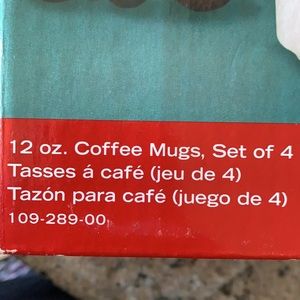 12 oz. Coffee Mugs, Set of 4
Tasses á café (jeu de 4)
Tazón para café (juego de 4)
109-289-00